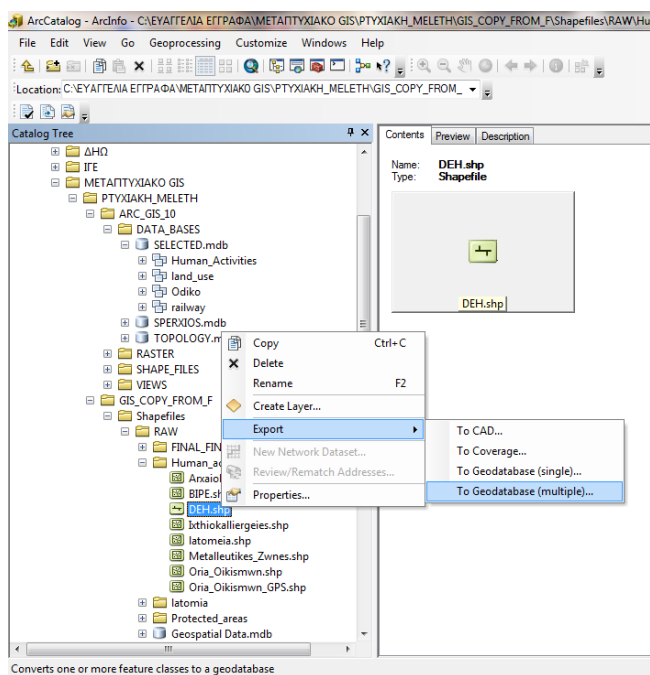 ArcCatalog - ArcInfo - C:\ΕΥΑΓΓΕΛΙΑ ΕΓΓΡΑΦΑ\ΜΕΤΑΠΤΥΧΙΑΚΟ GIS\PTYXIAKH_MELETH\GIS_COPY_FROM_F\Shapefiles\RAW\Hu
File Edit View Go Geoprocessing Customize Windows Help
Location: C:\ΕΥΑΓΓΕΛΙΑ ΕΓΓΡΑΦΑ\ΜΕΤΑΠΤΥΧΙΑΚΟ GIS\PTYXIAKH_MELETH\GIS_COPY_FROM_
Catalog Tree
Contents Preview Description
ΔΗΩ
ΙΓΕ
ΜΕΤΑΠΤΥΧΙΑΚΟ GIS
PTYXIAKH_MELETH
ARC_GIS_10
DATA_BASES
SELECTED.mdb
Human_Activities
land_use
Odiko
railway
SPERXIOS.mdb
TOPOLOGY.m
RASTER
SHAPE_FILES
VIEWS
GIS_COPY_FROM_F
Shapefiles
RAW
FINAL_FIN
Human_ac
Arxaiol
BIPE.sh
DEH.shp
Ixthiokalliergeies.shp
latomeia.shp
Metalleutikes_Zwnes.shp
Oria_Oikismwn.shp
Oria_Oikismwn_GPS.shp
latomia
Protected_areas
Geospatial Data.mdb
Name: DEH.shp
Type: Shapefile
DEH.shp
Copy Ctrl+C
Delete
Rename F2
Create Layer...
Export
New Network Dataset...
Review/Rematch Addresses...
Properties...
To CAD...
To Coverage...
To Geodatabase (single)...
To Geodatabase (multiple)...
Converts one or more feature classes to a geodatabase